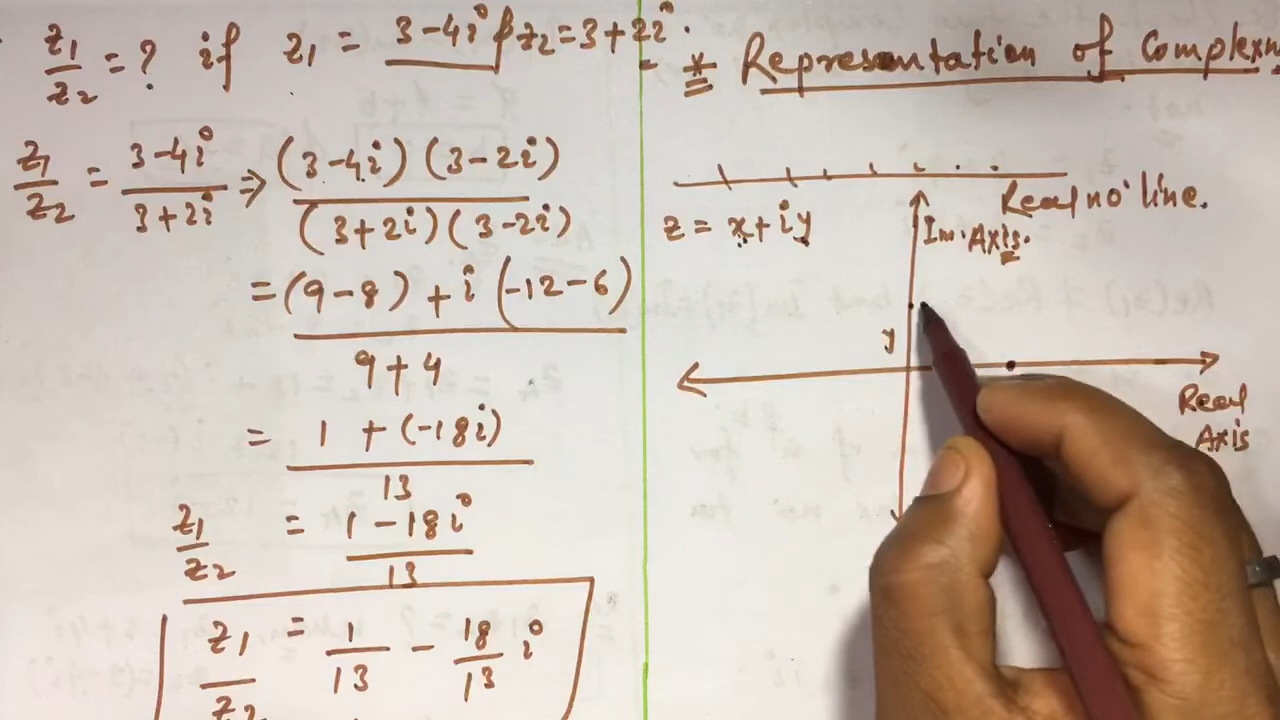 z₁/z₂ = ? if z₁ = 3-4i & z₂ = 3+2i.
z₁/z₂ = 3-4i / 3+2i ⇒ (3-4i) (3-2i) / (3+2i) (3-2i)
= (9-8) + i (-12-6) / 9+4
= 1 + (-18i) / 13
z₁/z₂ = 1-18i / 13
z₁/z₂ = 1/13 - 18/13 i
* Representation of Complexn
Real no' line.
z = x+iy
Im. Axis.
y
Real
Axis